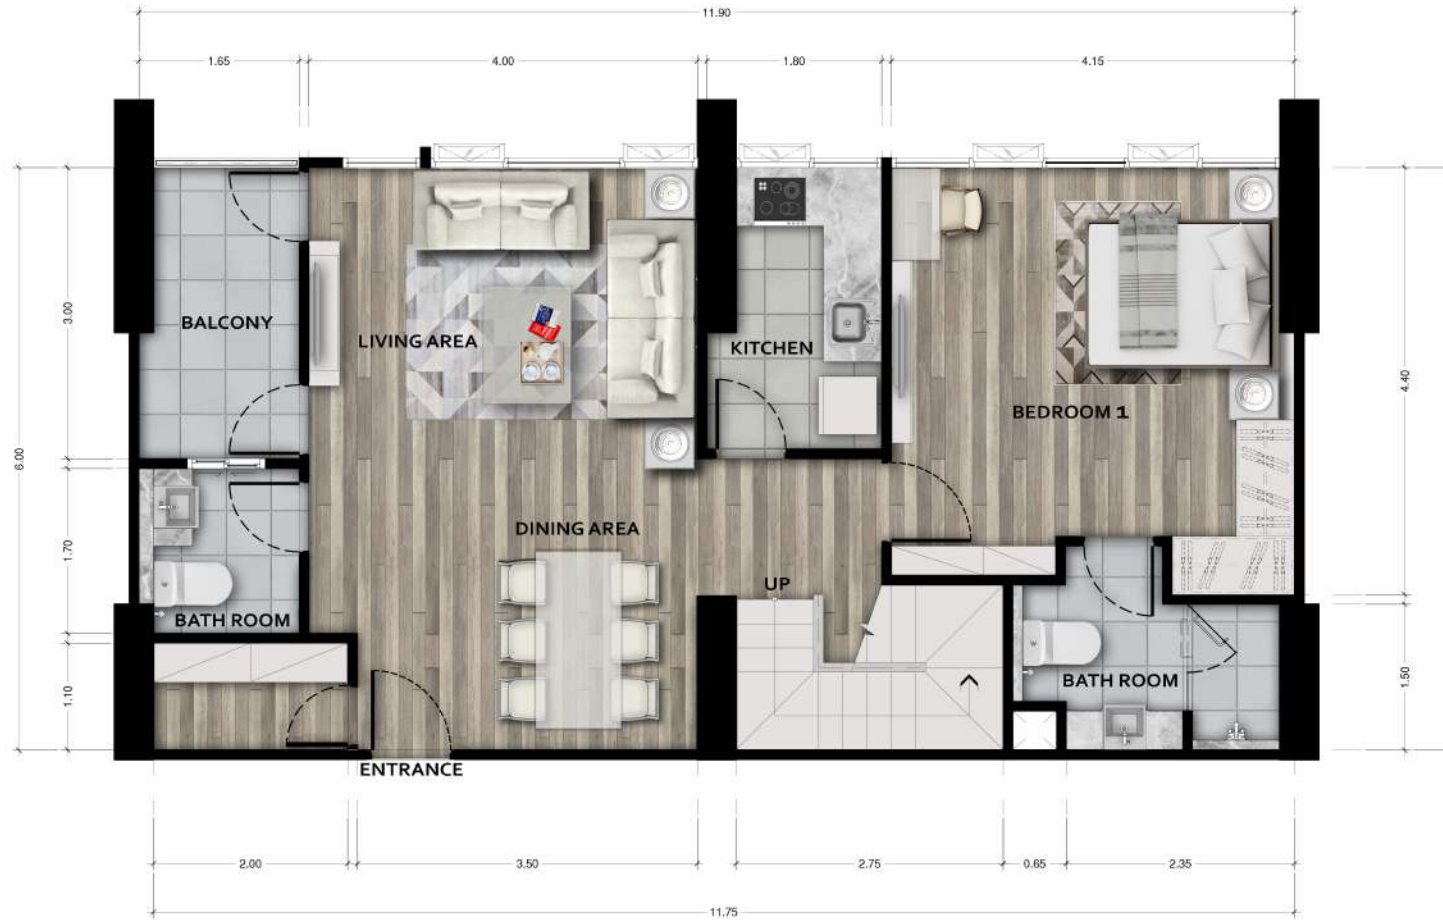 11.90
1.65
4.00
1.80
4.15
6.00
3.00
1.70
1.10
4.40
1.50
BALCONY
LIVING AREA
KITCHEN
BEDROOM 1
DINING AREA
UP
BATH ROOM
BATH ROOM
ENTRANCE
2.00
3.50
2.75
0.65
2.35
11.75